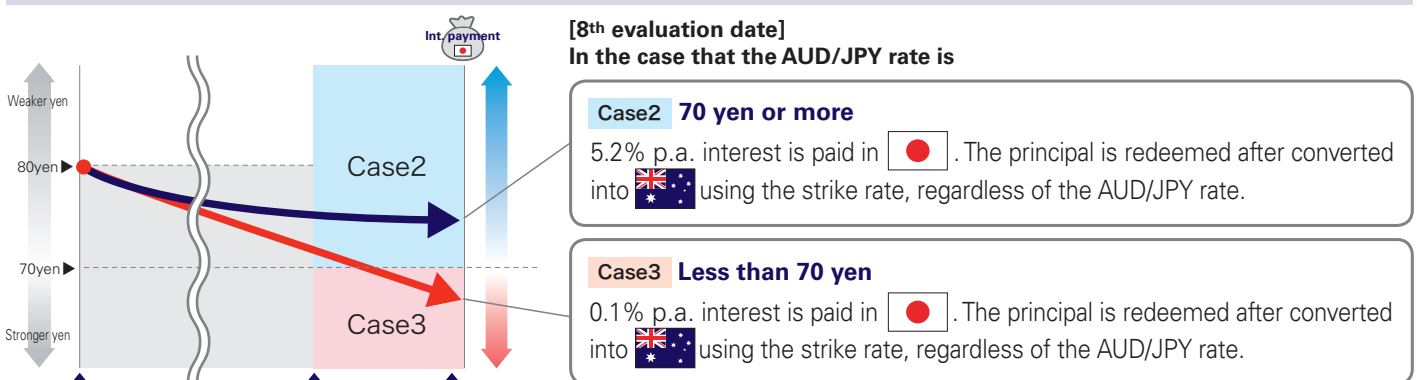 Int. payment
Weaker yen
80yen▶
70yen▶
Stronger yen
Case2
Case3
[8th evaluation date]
In the case that the AUD/JPY rate is
Case2 70 yen or more
5.2% p.a. interest is paid in . The principal is redeemed after converted
into using the strike rate, regardless of the AUD/JPY rate.
Case3 Less than 70 yen
0.1% p.a. interest is paid in . The principal is redeemed after converted
into using the strike rate, regardless of the AUD/JPY rate.